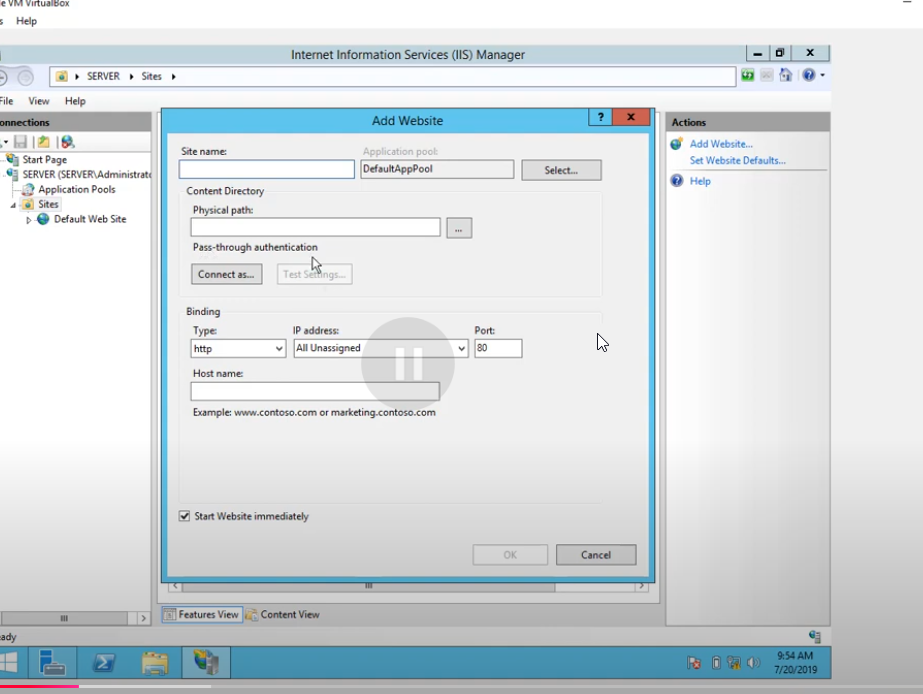 le VM VirtualBox
s Help
Internet Information Services (IIS) Manager
SERVER Sites
File View Help
onnections
Start Page
SERVER (SERVER\Administrato
Application Pools
Sites
Default Web Site
Add Website
?
X
Site name:
Application pool:
DefaultAppPool
Select...
Content Directory
Physical path:
...
Pass-through authentication
Connect as...
Test Settings...
Binding
Type:
IP address:
Port:
http
All Unassigned
80
Host name:
Example: www.contoso.com or marketing.contoso.com
Start Website immediately
OK
Cancel
Actions
Add Website...
Set Website Defaults...
Help
Features View
Content View
eady
9:54 AM
7/20/2019